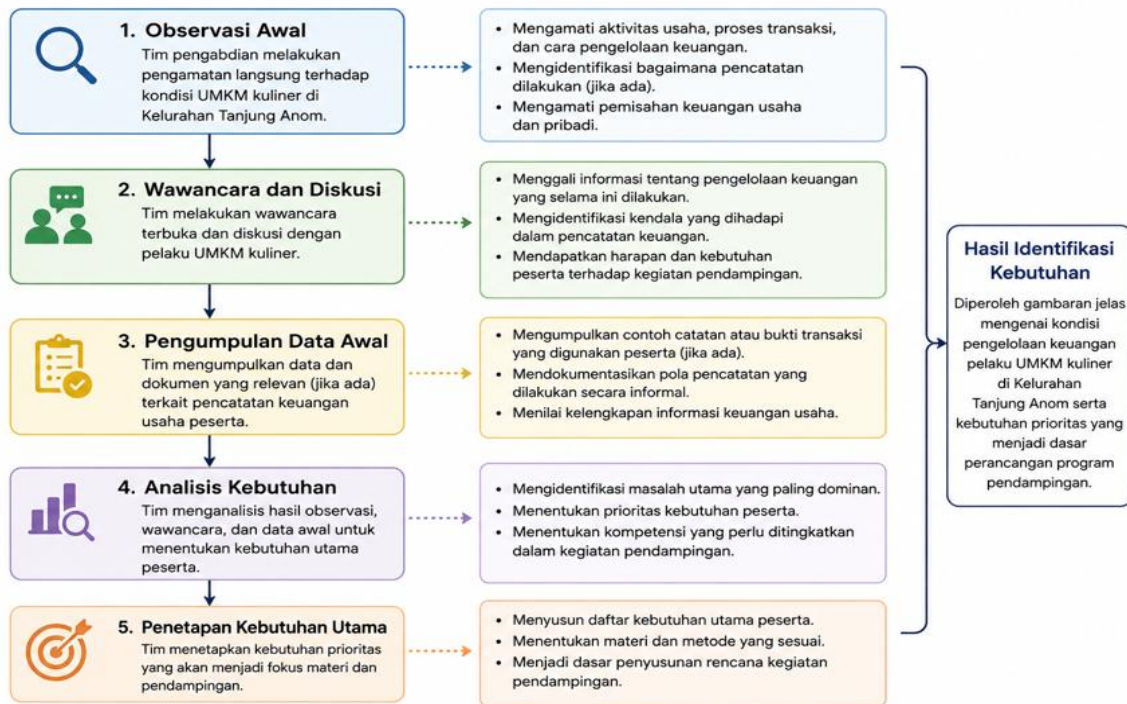 1. Observasi Awal
Tim pengabdian melakukan
pengamatan langsung terhadap
kondisi UMKM kuliner di
Kelurahan Tanjung Anom.
• Mengamati aktivitas usaha, proses transaksi,
dan cara pengelolaan keuangan.
• Mengidentifikasi bagaimana pencatatan
dilakukan (jika ada).
• Mengamati pemisahan keuangan usaha
dan pribadi.
2. Wawancara dan Diskusi
Tim melakukan wawancara
terbuka dan diskusi dengan
pelaku UMKM kuliner.
• Menggali informasi tentang pengelolaan keuangan
yang selama ini dilakukan.
• Mengidentifikasi kendala yang dihadapi
dalam pencatatan keuangan.
• Mendapatkan harapan dan kebutuhan
peserta terhadap kegiatan pendampingan.
3. Pengumpulan Data Awal
Tim mengumpulkan data dan
dokumen yang relevan (jika ada)
terkait pencatatan keuangan
usaha peserta.
• Mengumpulkan contoh catatan atau bukti transaksi
yang digunakan peserta (jika ada).
• Mendokumentasikan pola pencatatan yang
dilakukan secara informal.
• Menilai kelengkapan informasi keuangan usaha.
4. Analisis Kebutuhan
Tim menganalisis hasil observasi,
wawancara, dan data awal untuk
menentukan kebutuhan utama
peserta.
• Mengidentifikasi masalah utama yang paling dominan.
• Menentukan prioritas kebutuhan peserta.
• Menentukan kompetensi yang perlu ditingkatkan
dalam kegiatan pendampingan.
5. Penetapan Kebutuhan Utama
Tim menetapkan kebutuhan prioritas
yang akan menjadi fokus materi dan
pendampingan.
• Menyusun daftar kebutuhan utama peserta.
• Menentukan materi dan metode yang sesuai.
• Menjadi dasar penyusunan rencana kegiatan
pendampingan.
Hasil Identifikasi
Kebutuhan
Diperoleh gambaran jelas
mengenai kondisi
pengelolaan keuangan
pelaku UMKM kuliner
di Kelurahan
Tanjung Anom serta
kebutuhan prioritas yang
menjadi dasar
perancangan program
pendampingan.